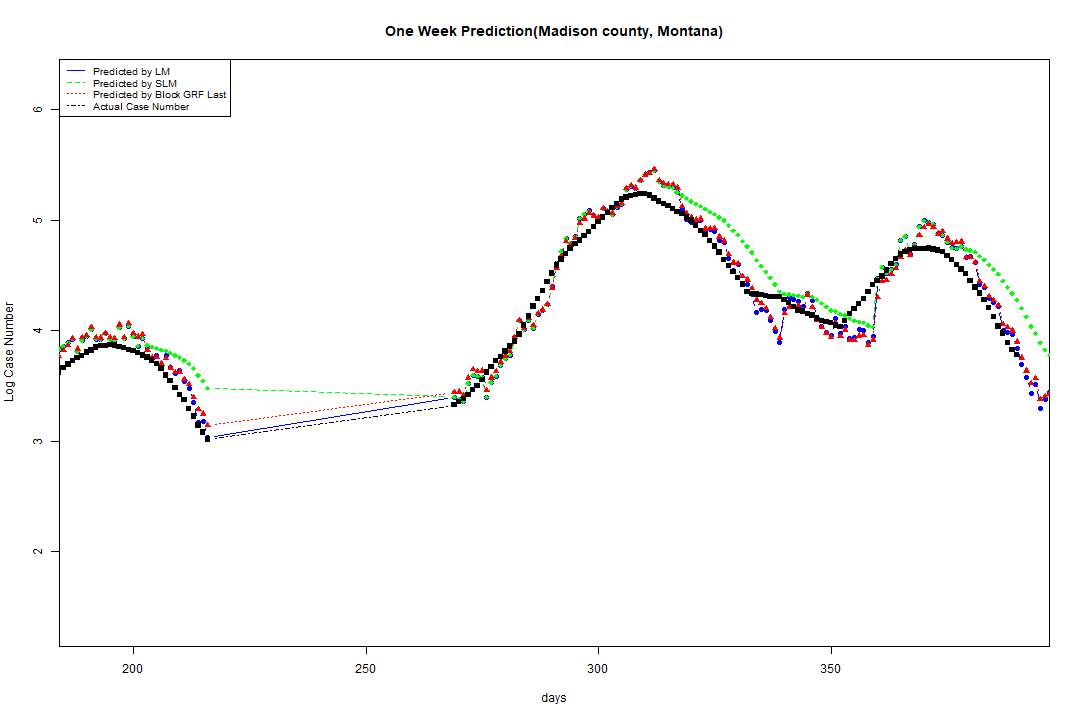 One Week Prediction(Madison county, Montana)
Predicted by LM
Predicted by SLM
Predicted by Block GRF Last
Actual Case Number
6
5
4
3
2
Log Case Number
200 250 300 350
days